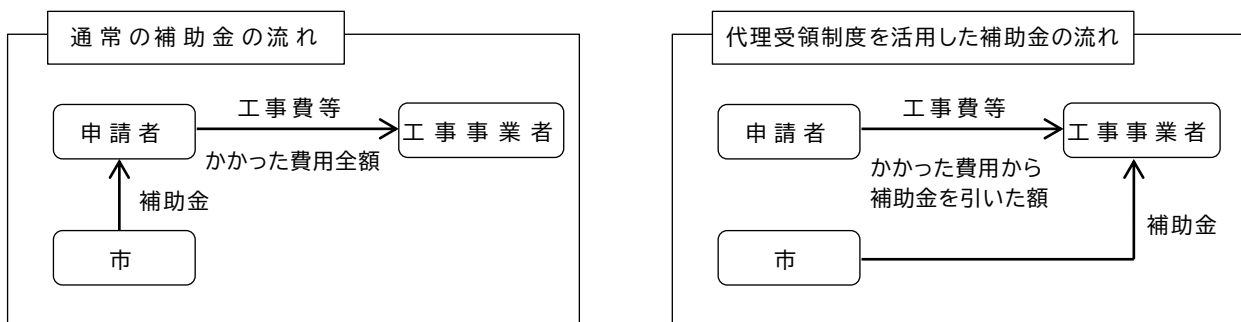 通常の補助金の流れ
申請者
工事費等
かかった費用全額
工事事業者
補助金
市
代理受領制度を活用した補助金の流れ
申請者
工事費等
かかった費用から
補助金を引いた額
工事事業者
補助金
市